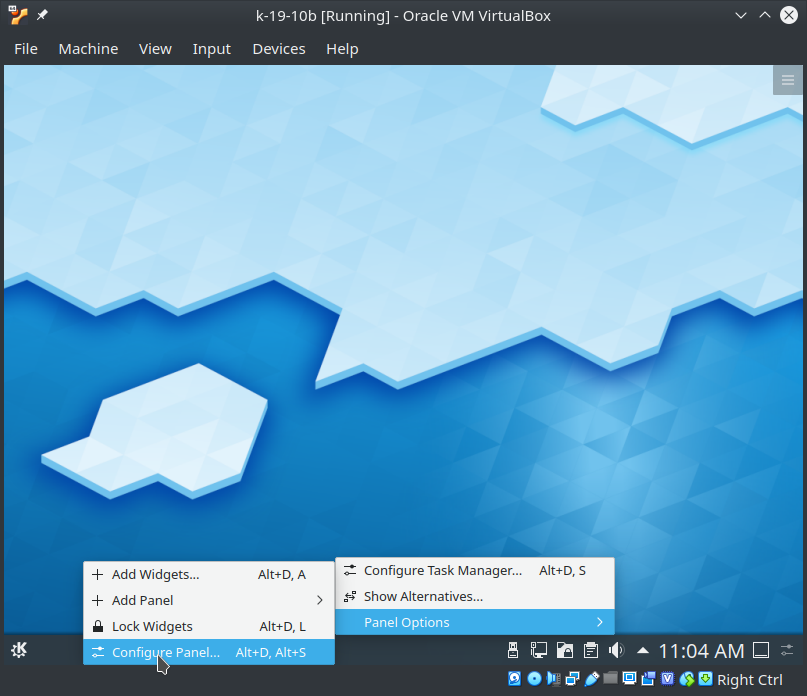 k-19-10b [Running] - Oracle VM VirtualBox
File Machine View Input Devices Help
Configure Task Manager... Alt+D, S
Show Alternatives...
Panel Options
Add Widgets... Alt+D, A
Add Panel
Lock Widgets Alt+D, L
Configure Panel... Alt+D, Alt+S
11:04 AM
Right Ctrl